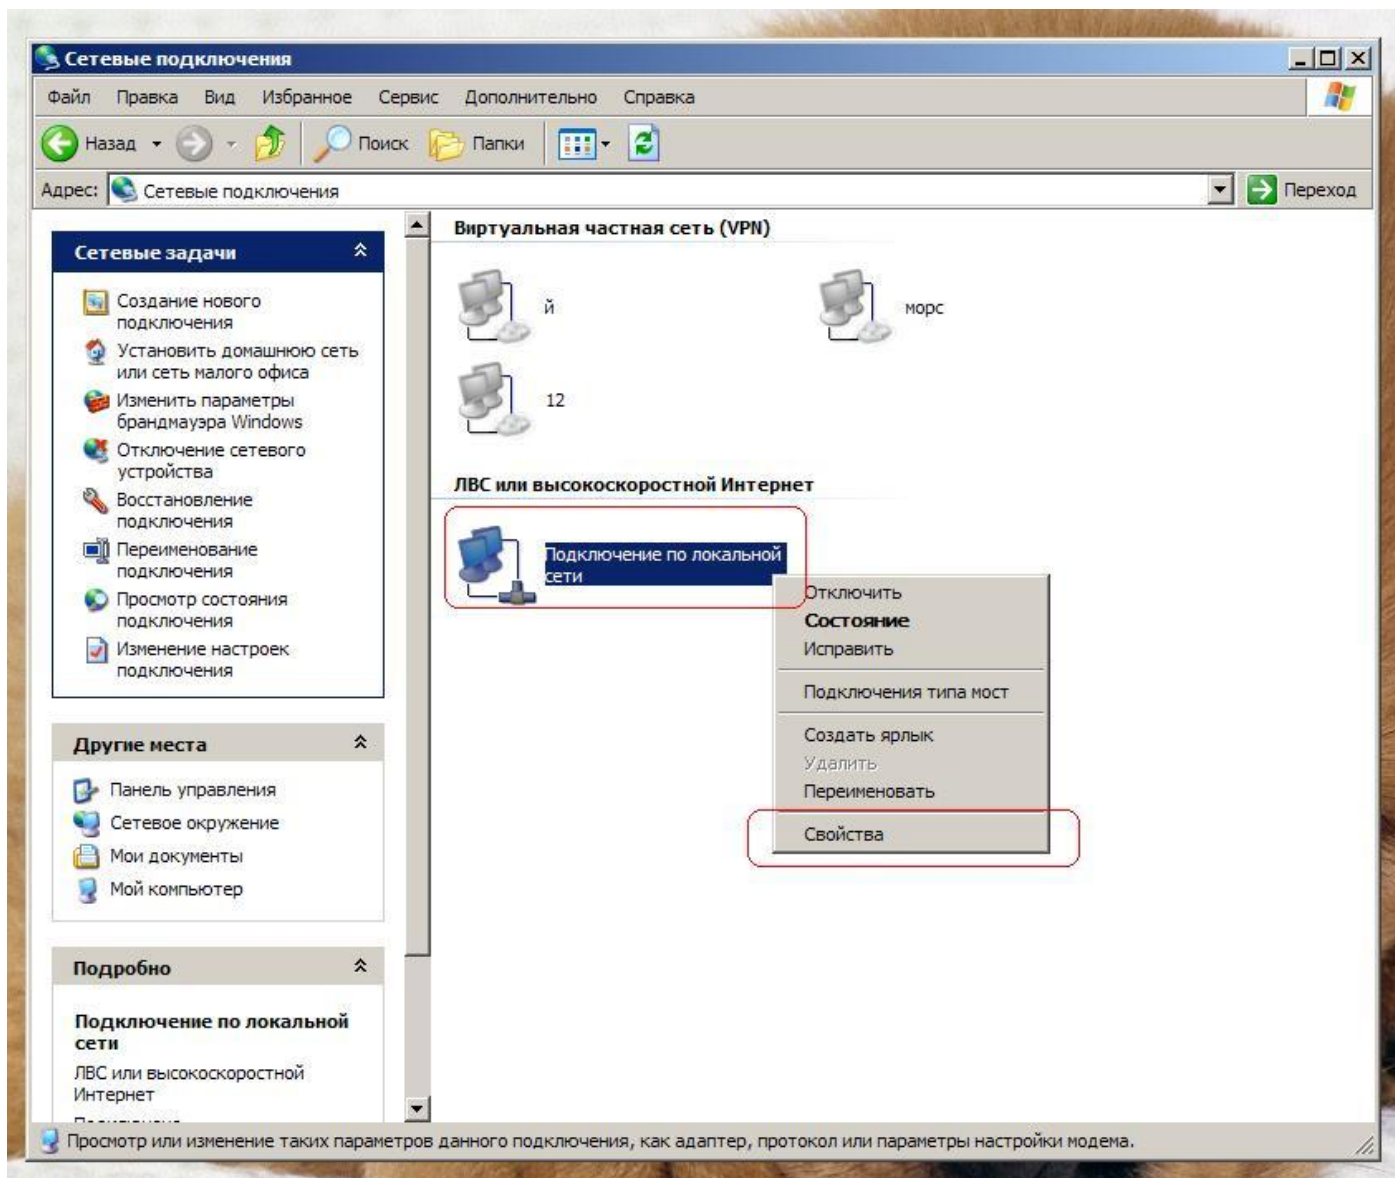 Сетевые подключения
Файл Правка Вид Избранное Сервис Дополнительно Справка
Назад Поиск Папки
Адрес: Сетевые подключения Переход
Сетевые задачи
Создание нового
подключения
Установить домашнюю сеть
или сеть малого офиса
Изменить параметры
брандмауэра Windows
Отключение сетевого
устройства
Восстановление
подключения
Переименование
подключения
Просмотр состояния
подключения
Изменение настроек
подключения
Другие места
Панель управления
Сетевое окружение
Мои документы
Мой компьютер
Подробно
Подключение по локальной
сети
ЛВС или высокоскоростной
Интернет
Виртуальная частная сеть (VPN)
й
морс
12
ЛВС или высокоскоростной Интернет
Подключение по локальной
сети
Отключить
Состояние
Исправить
Подключения типа мост
Создать ярлык
Удалить
Переименовать
Свойства
Просмотр или изменение таких параметров данного подключения, как адаптер, протокол или параметры настройки модема.